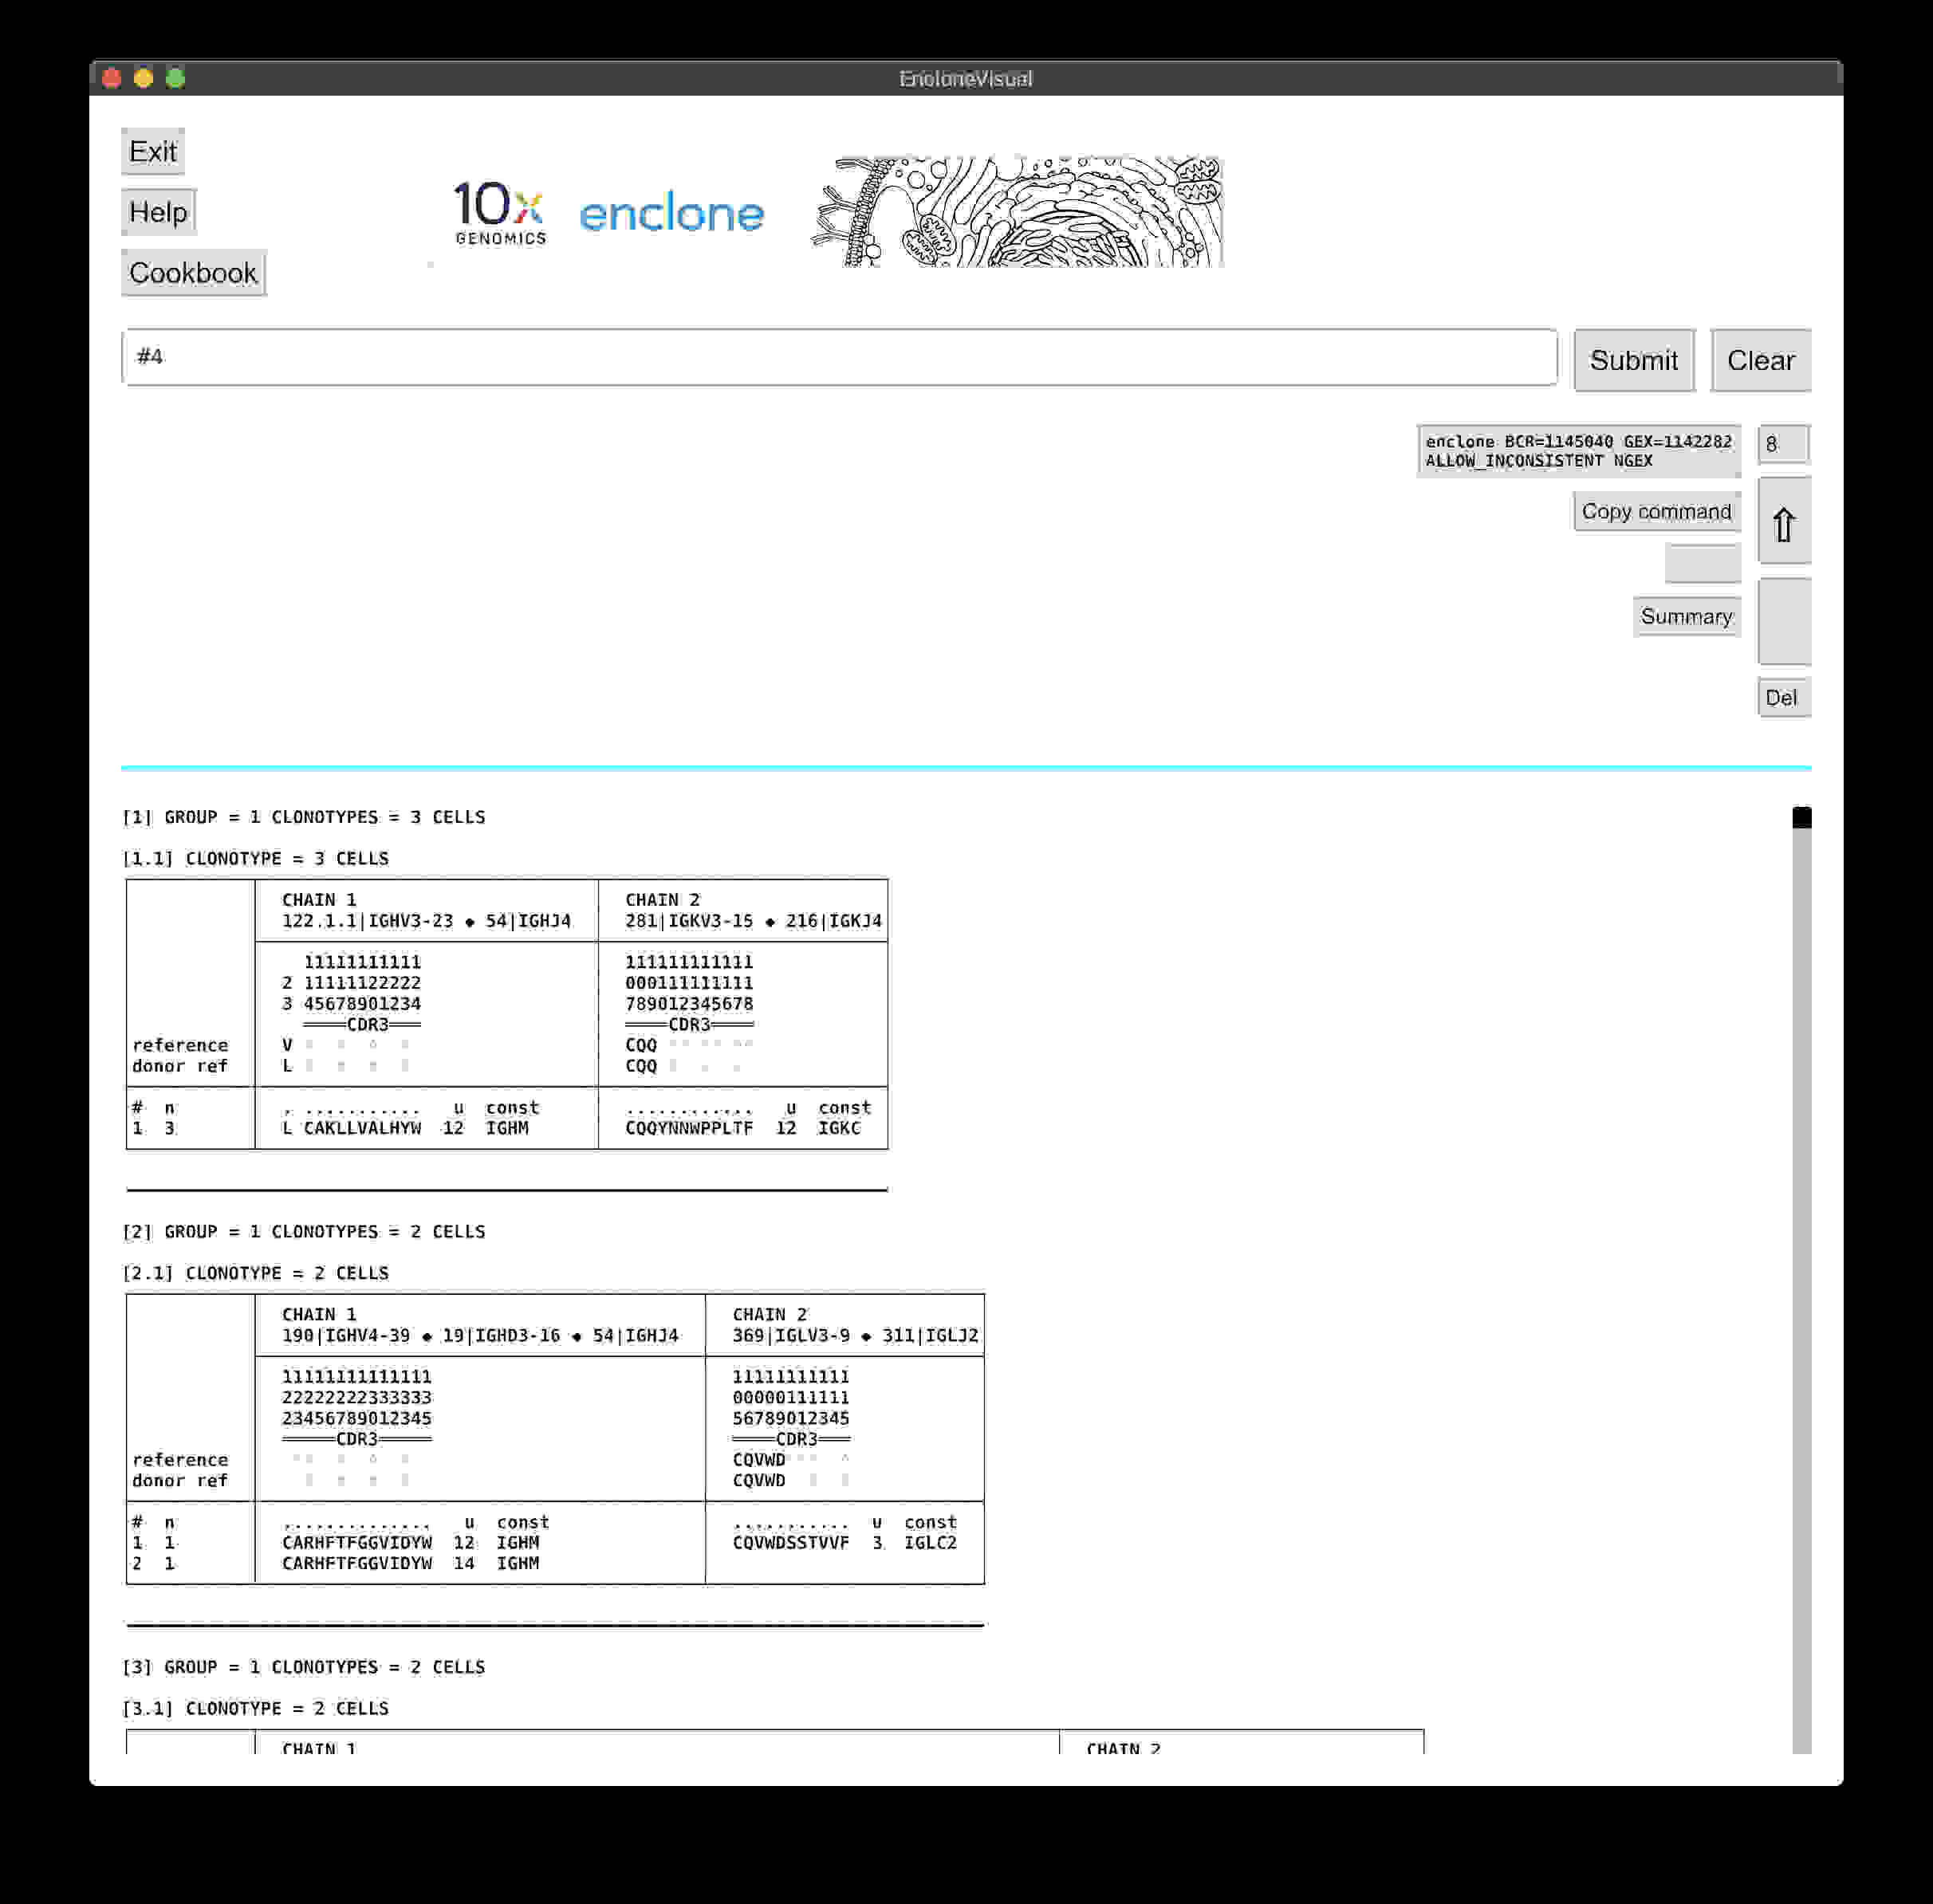 EncloneVisual
Exit
Help
Cookbook
10x
GENOMICS
enclone
#4
Submit
Clear
enclone BCR=1145040 GEX=1142282
ALLOW_INCONSISTENT NGEX
8
Copy command
⇧
Summary
Del
[1] GROUP = 1 CLONOTYPES = 3 CELLS
[1.1] CLONOTYPE = 3 CELLS
CHAIN 1 CHAIN 2
122.1.1|IGHV3-23 ◆ 54|IGHJ4 281|IGKV3-15 ◆ 216|IGKJ4
11111111111 111111111111
2 11111122222 000111111111
3 45678901234 789012345678
════CDR3═══ ════CDR3════
reference V CQQ
donor ref L CQQ
# n . ........... u const ............ u const
1 3 L CAKLLVALHYW 12 IGHM CQQYNNWPPLTF 12 IGKC
[2] GROUP = 1 CLONOTYPES = 2 CELLS
[2.1] CLONOTYPE = 2 CELLS
CHAIN 1 CHAIN 2
190|IGHV4-39 ◆ 19|IGHD3-16 ◆ 54|IGHJ4 369|IGLV3-9 ◆ 311|IGLJ2
11111111111111 11111111111
22222222333333 00000111111
23456789012345 56789012345
═════CDR3═════ ════CDR3═══
reference CQVWD
donor ref CQVWD
# n .............. u const ........... u const
1 1 CARHFTFGGVIDYW 12 IGHM CQVWDSSTVVF 3 IGLC2
2 1 CARHFTFGGVIDYW 14 IGHM
[3] GROUP = 1 CLONOTYPES = 2 CELLS
[3.1] CLONOTYPE = 2 CELLS
CHAIN 1 CHAIN 2